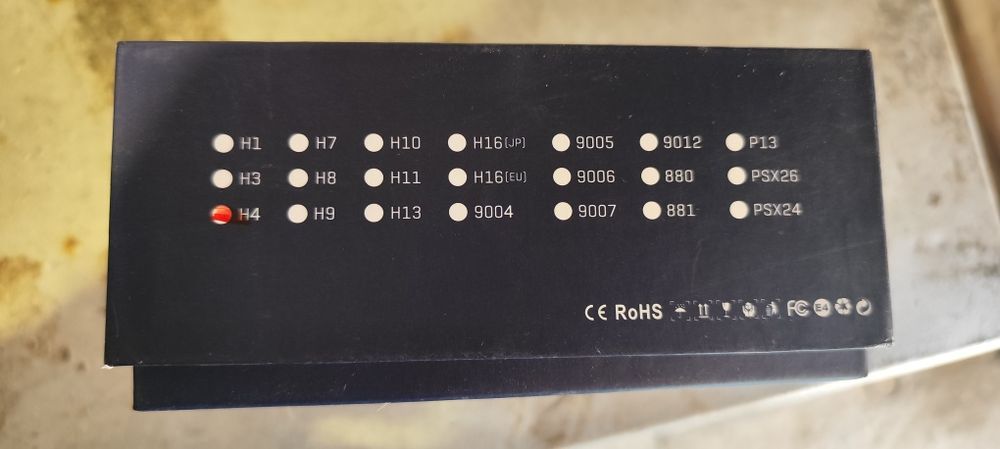 H1 H7 H10 H16[JP] 9005 9012 P13
H3 H8 H11 H16[EU] 9006 880 PSX26
H4 H9 H13 9004 9007 881 PSX24
CE RoHS FC E4